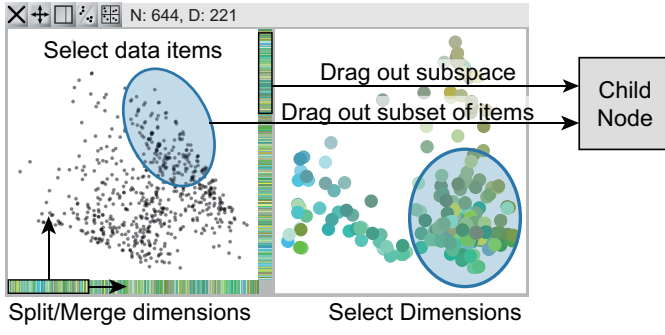 N: 644, D: 221
Select data items
Drag out subspace
Drag out subset of items
Child
Node
Split/Merge dimensions
Select Dimensions